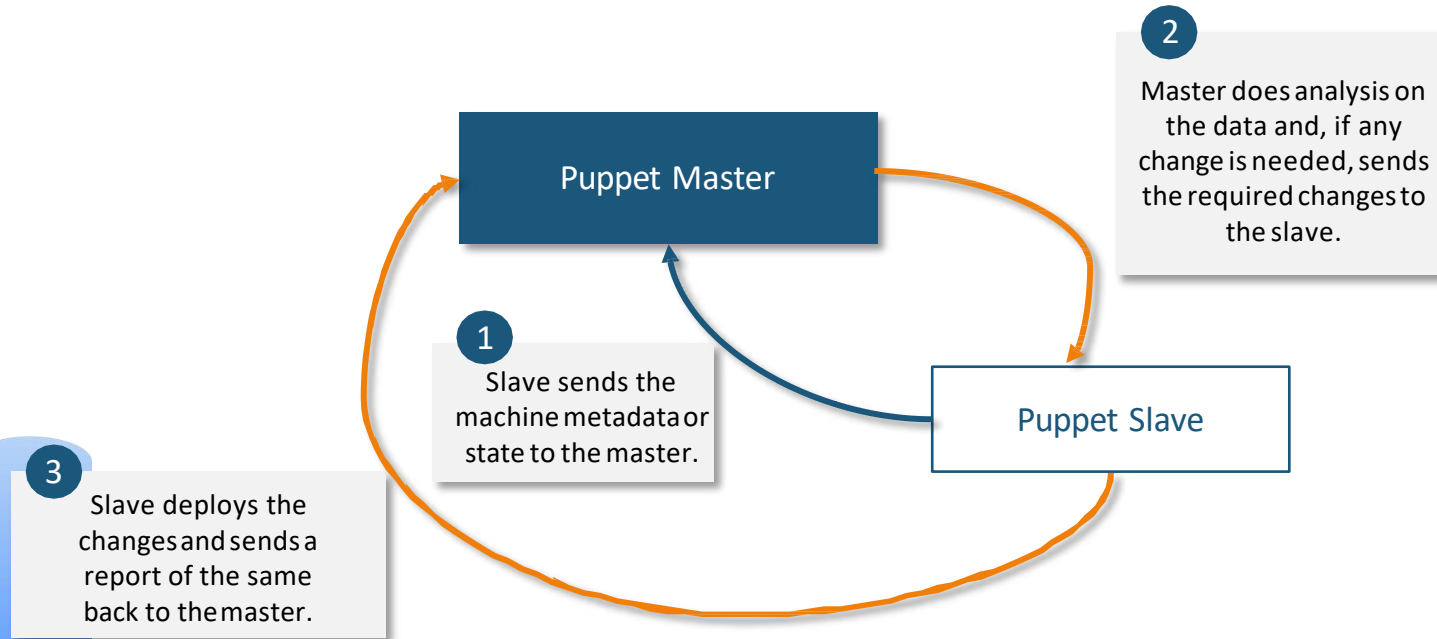 2
Master does analysis on
the data and, if any
change is needed, sends
the required changes to
the slave.
Puppet Master
1
Slave sends the
machine metadata or
state to the master.
Puppet Slave
3
Slave deploys the
changes and sends a
report of the same
back to the master.